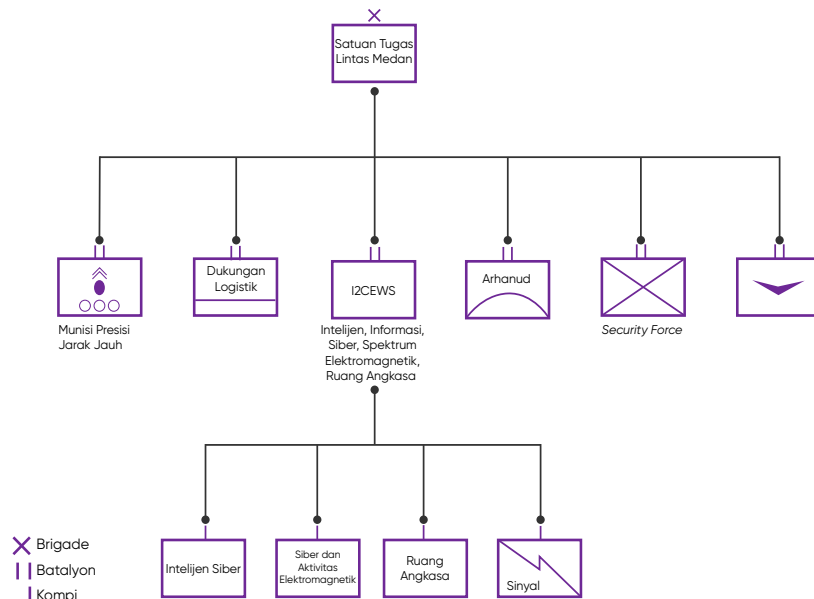 Satuan Tugas
Lintas Medan
Dukungan
Logistik
I2CEWS
Arhanud
Munisi Presisi
Jarak Jauh
Intelijen, Informasi,
Siber, Spektrum
Elektromagnetik,
Ruang Angkasa
Security Force
Intelijen Siber
Siber dan
Aktivitas
Elektromagnetik
Ruang
Angkasa
Sinyal
Brigade
Batalyon
Kompi